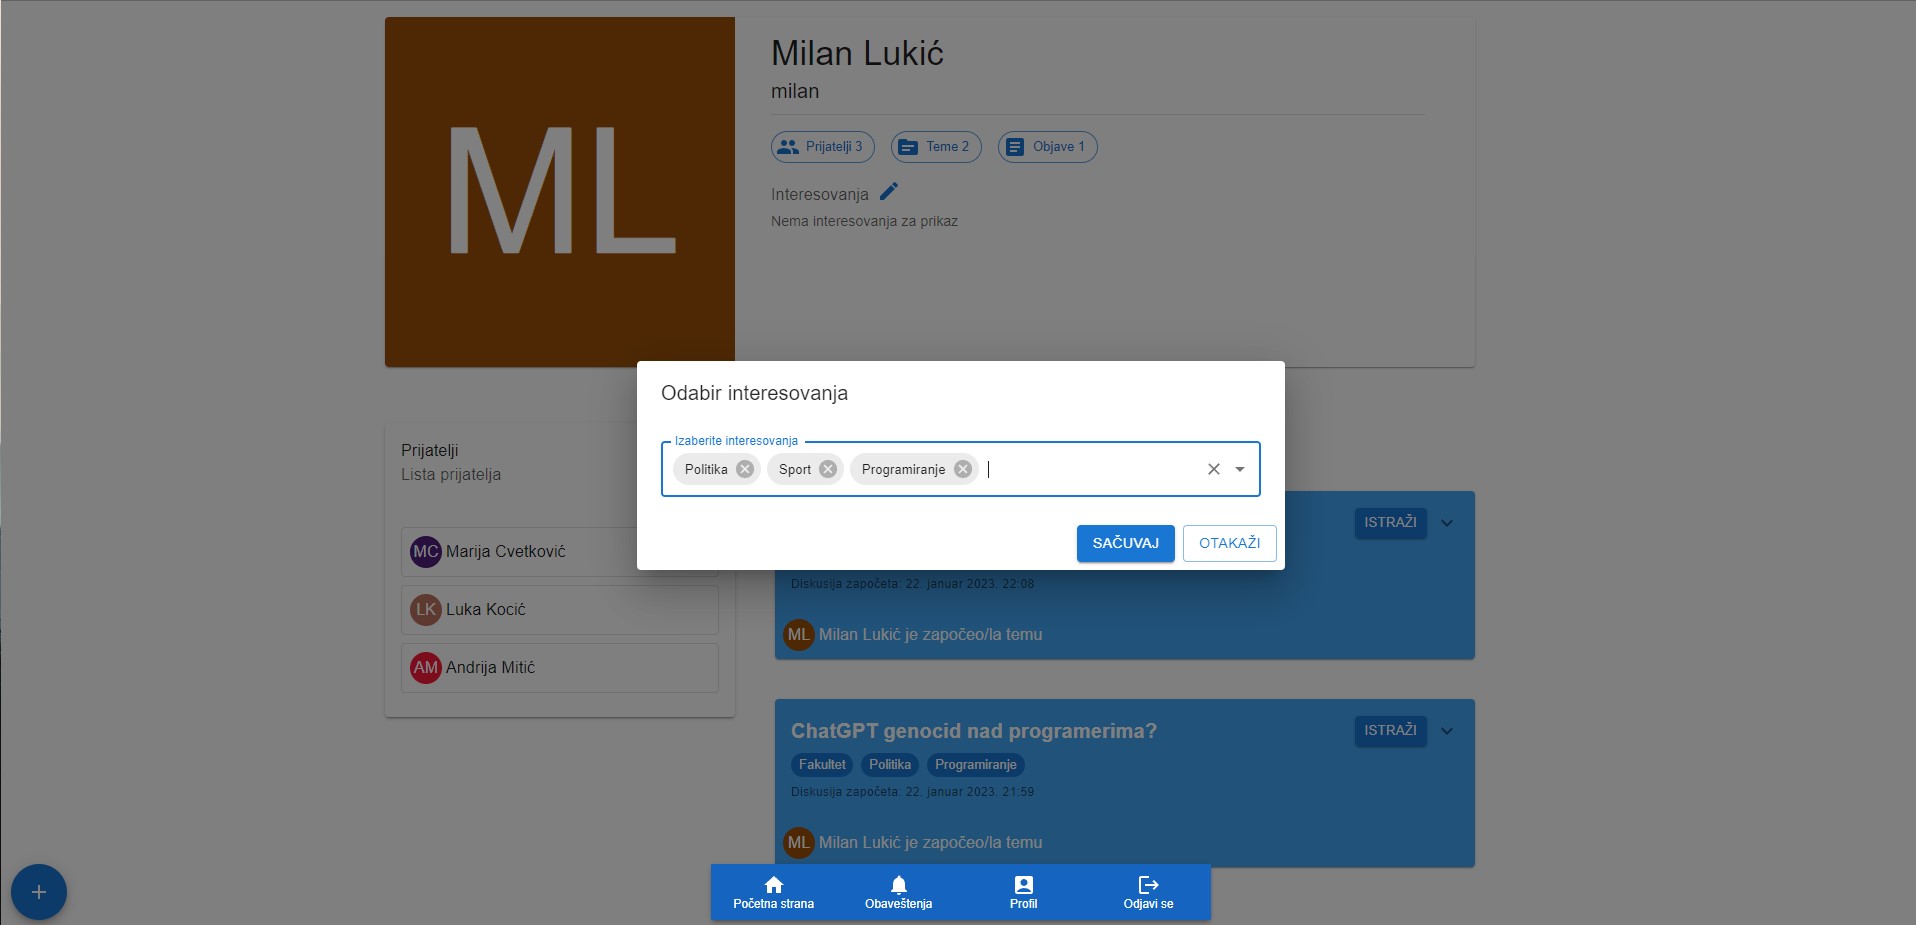 ML
Milan Lukić
milan
Prijatelji 3
Teme 2
Objave 1
Interesovanja
Nema interesovanja za prikaz
Odabir interesovanja
Izaberite interesovanja
Politika
Sport
Programiranje
SAČUVAJ
OTAKAŽI
Prijatelji
Lista prijatelja
MC Marija Cvetković
LK Luka Kocić
AM Andrija Mitić
ISTRAŽI
Diskusija započeta: 22. januar 2023. 22:08
ML Milan Lukić je započeo/la temu
ChatGPT genocid nad programerima?
ISTRAŽI
Fakultet
Politika
Programiranje
Diskusija započeta: 22. januar 2023. 21:59
ML Milan Lukić je započeo/la temu
Početna strana
Obaveštenja
Profil
Odjavi se